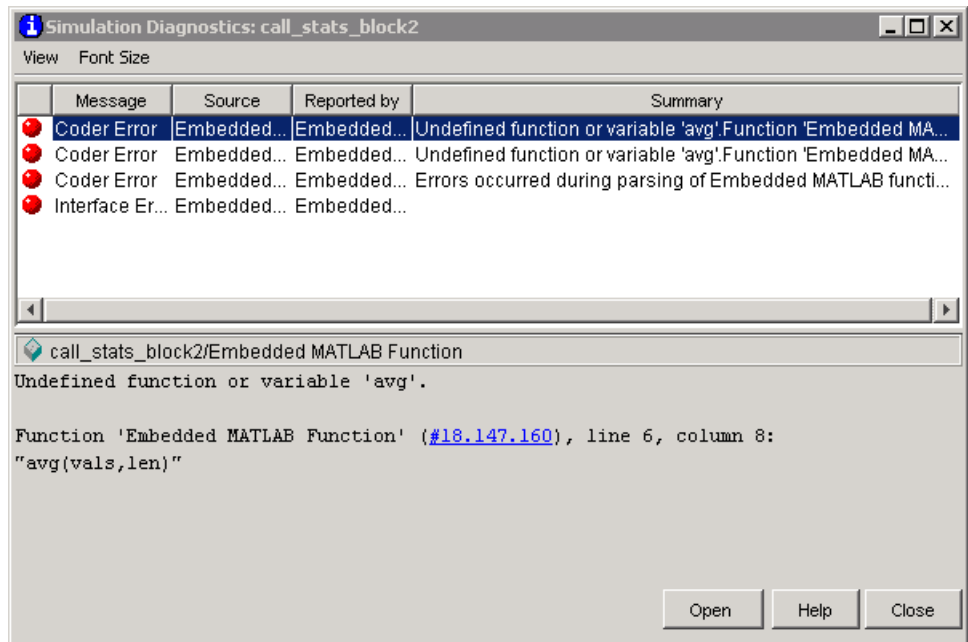 Simulation Diagnostics: call_stats_block2
View Font Size
Message Source Reported by Summary
Coder Error Embedded... Embedded... Undefined function or variable 'avg'.Function 'Embedded MA...
Coder Error Embedded... Embedded... Undefined function or variable 'avg'.Function 'Embedded MA...
Coder Error Embedded... Embedded... Errors occurred during parsing of Embedded MATLAB functi...
Interface Er... Embedded... Embedded...
call_stats_block2/Embedded MATLAB Function
Undefined function or variable 'avg'.
Function 'Embedded MATLAB Function' (#18.147.160), line 6, column 8:
"avg(vals,len)"
Open Help Close